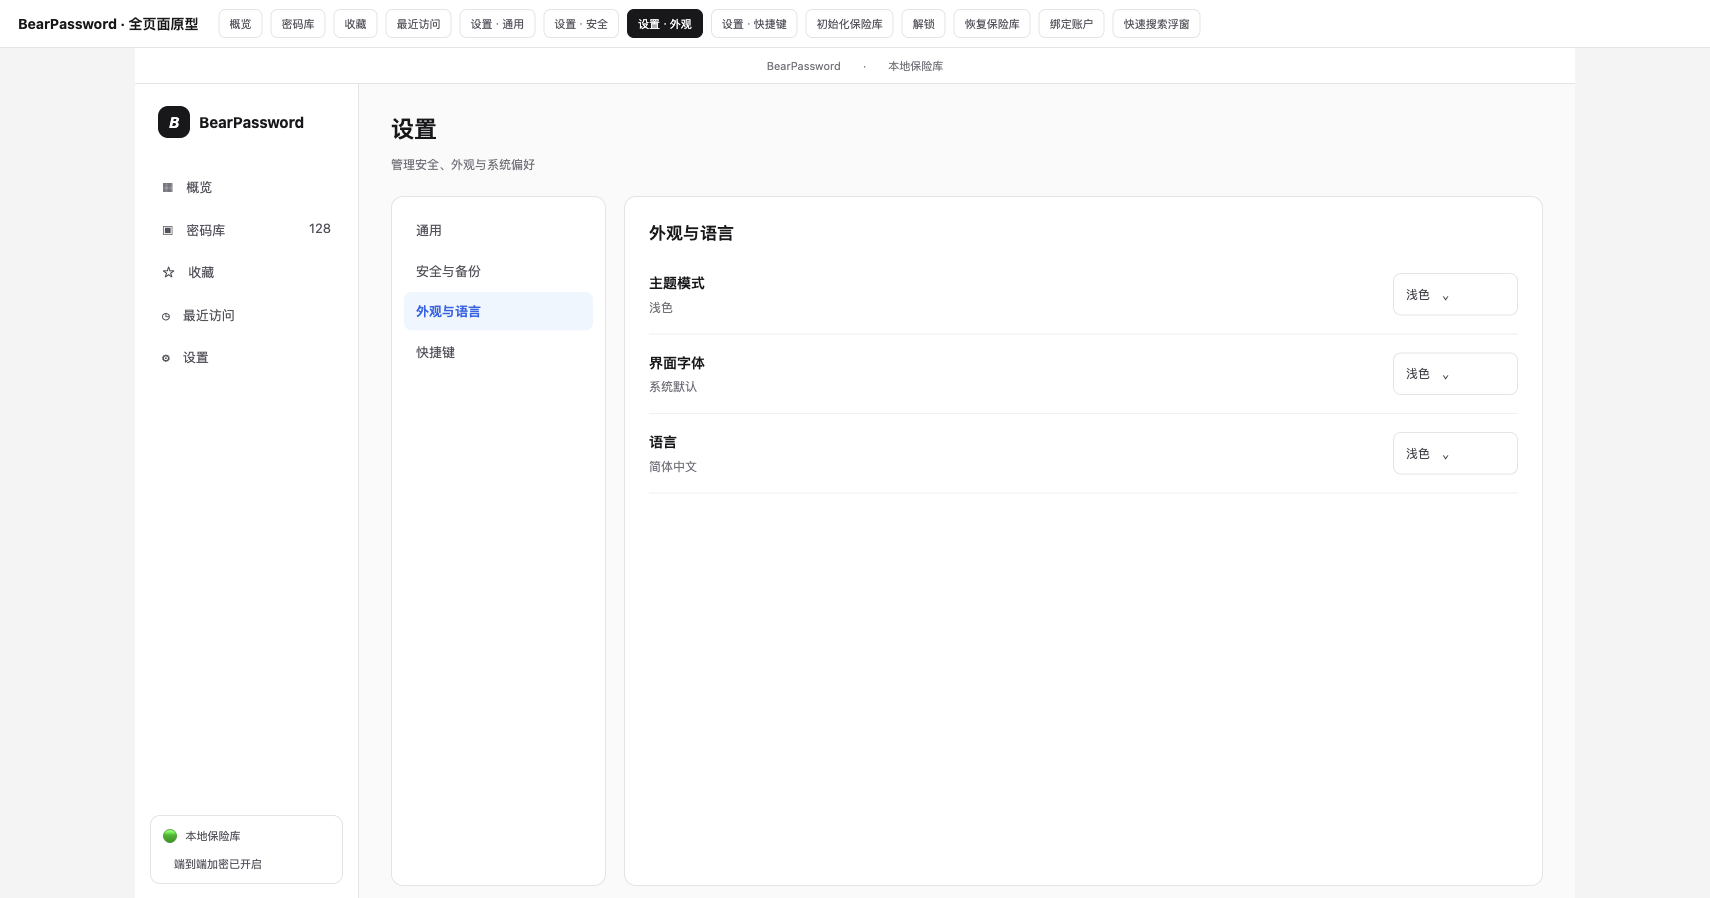 BearPassword · 全页面原型
概览
密码库
收藏
最近访问
设置 · 通用
设置 · 安全
设置 · 外观
设置 · 快捷键
初始化保险库
解锁
恢复保险库
绑定账户
快速搜索浮窗
BearPassword · 本地保险库
B BearPassword
概览
密码库 128
收藏
最近访问
设置
本地保险库
端到端加密已开启
设置
管理安全、外观与系统偏好
通用
安全与备份
外观与语言
快捷键
外观与语言
主题模式
浅色
浅色
界面字体
系统默认
浅色
语言
简体中文
浅色